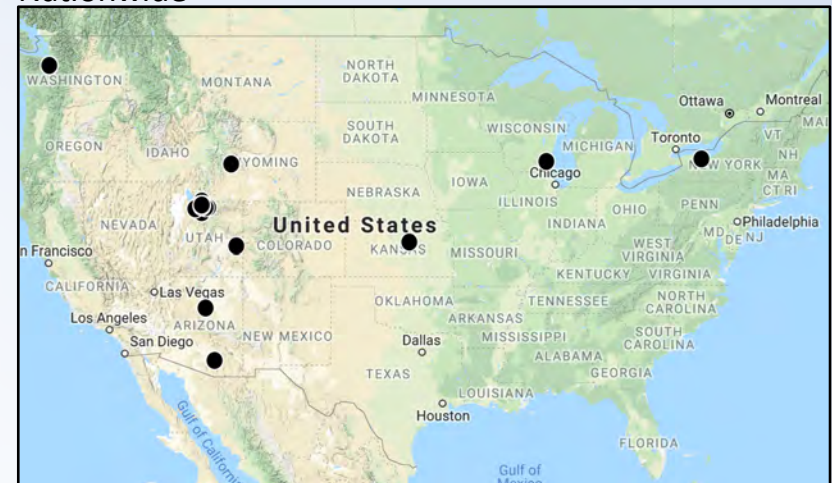 Nationwide
WASHINGTON
MONTANA
NORTH
DAKOTA
MINNESOTA
Ottawa
Montreal
OREGON
IDAHO
SOUTH
DAKOTA
WISCONSIN
MICHIGAN
Toronto
VT
MAI
NH
WYOMING
Chicago
NEW YORK
MA
CT RI
NEBRASKA
IOWA
ILLINOIS
INDIANA
OHIO
PENN
NEVADA
UTAH
United States
COLORADO
KANSAS
MISSOURI
WEST
VIRGINIA
MD
DE
NJ
Philadelphia
n Francisco
CALIFORNIA
Las Vegas
KENTUCKY
VIRGINIA
Los Angeles
ARIZONA
NEW MEXICO
OKLAHOMA
ARKANSAS
TENNESSEE
NORTH
CAROLINA
San Diego
Dallas
MISSISSIPPI
SOUTH
CAROLINA
TEXAS
ALABAMA
GEORGIA
LOUISIANA
Houston
Gulf of California
FLORIDA
Gulf of
Mexico